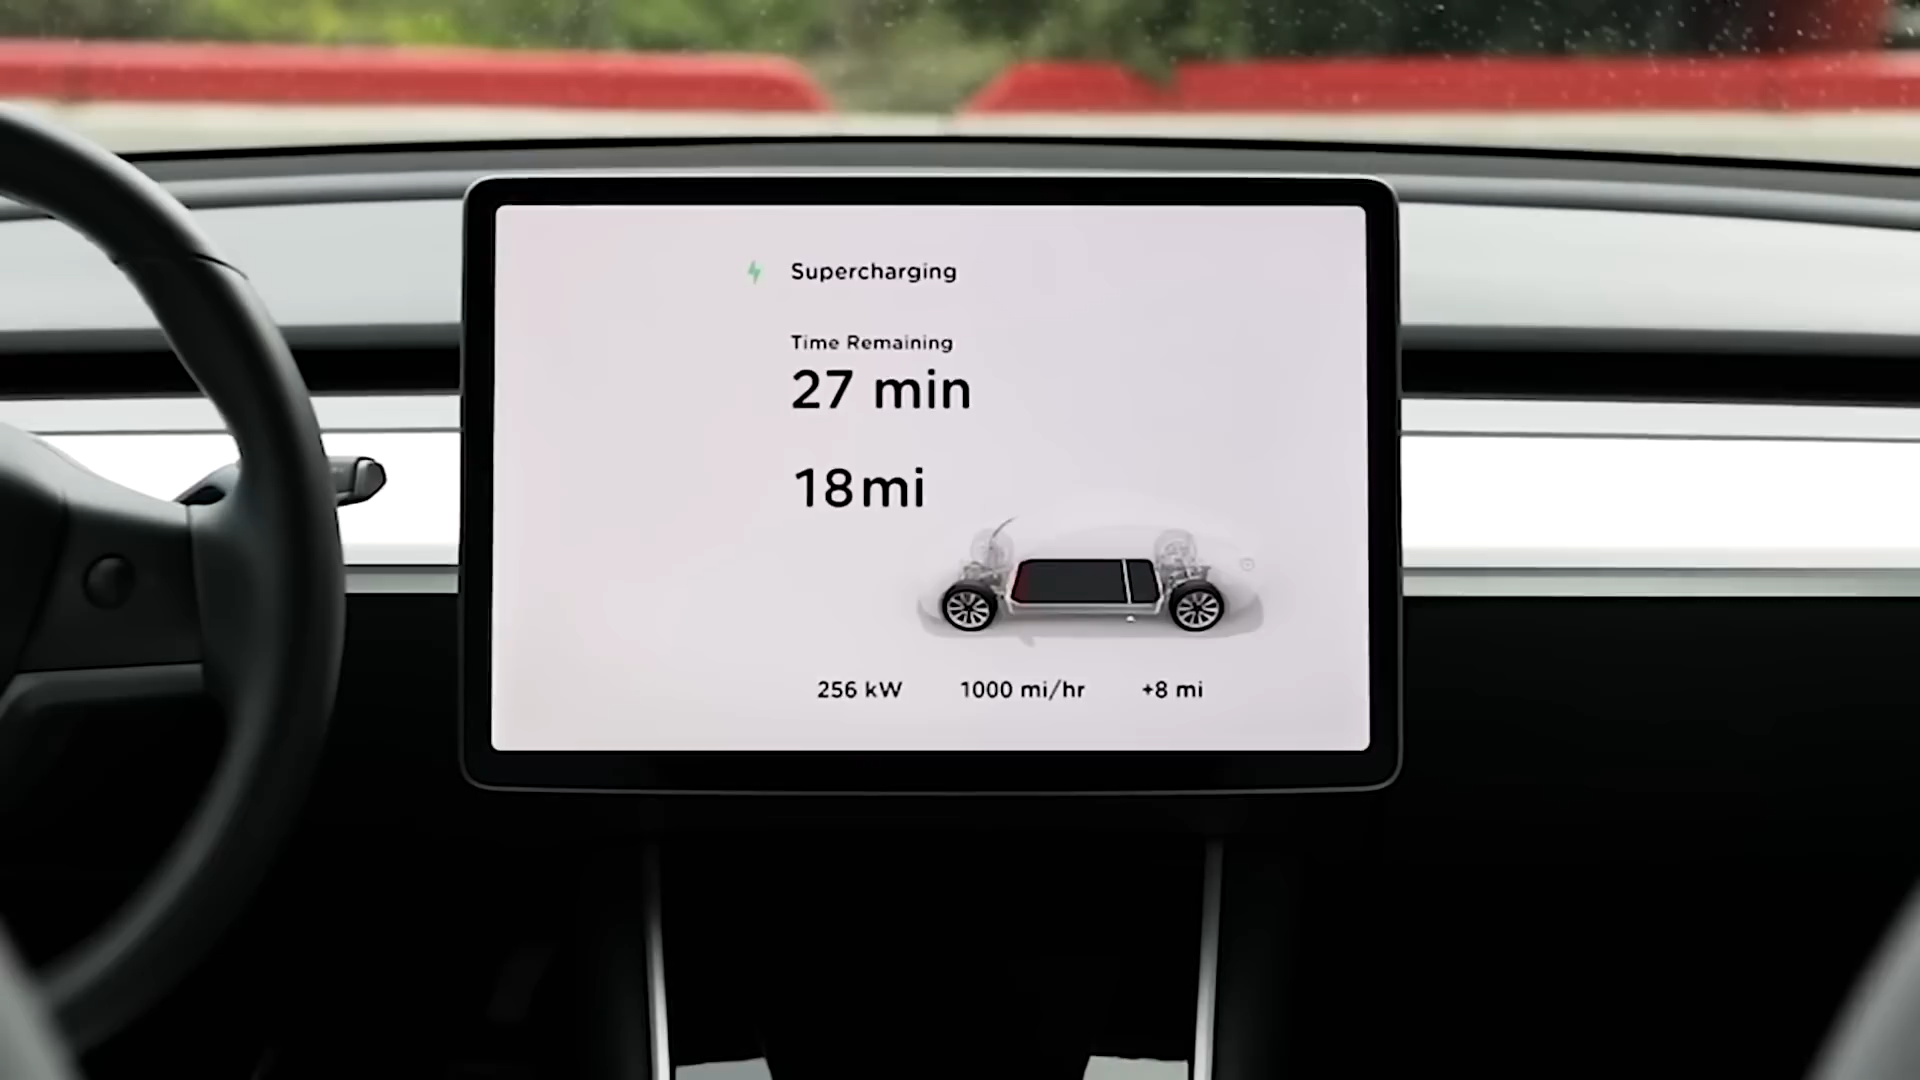 Supercharging
Time Remaining
27 min
18 mi
256 kW 1000 mi/hr +8 mi